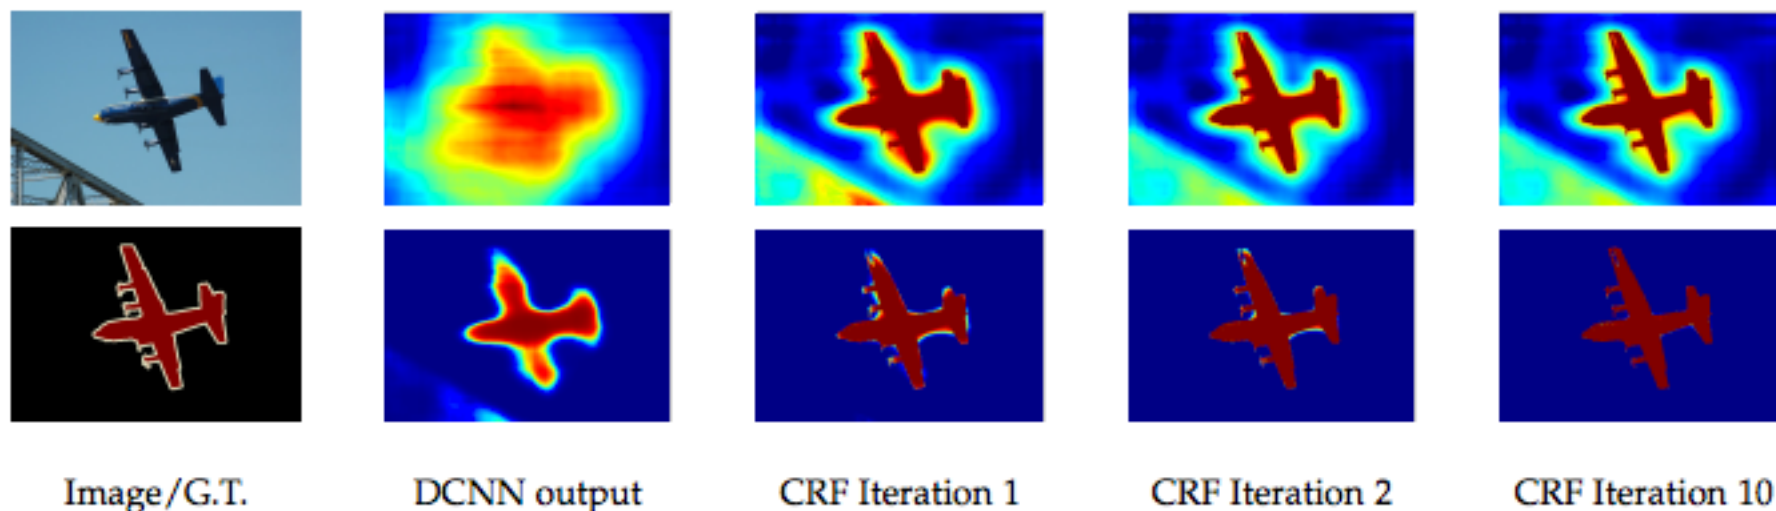 Image/G.T.
DCNN output
CRF Iteration 1
CRF Iteration 2
CRF Iteration 10